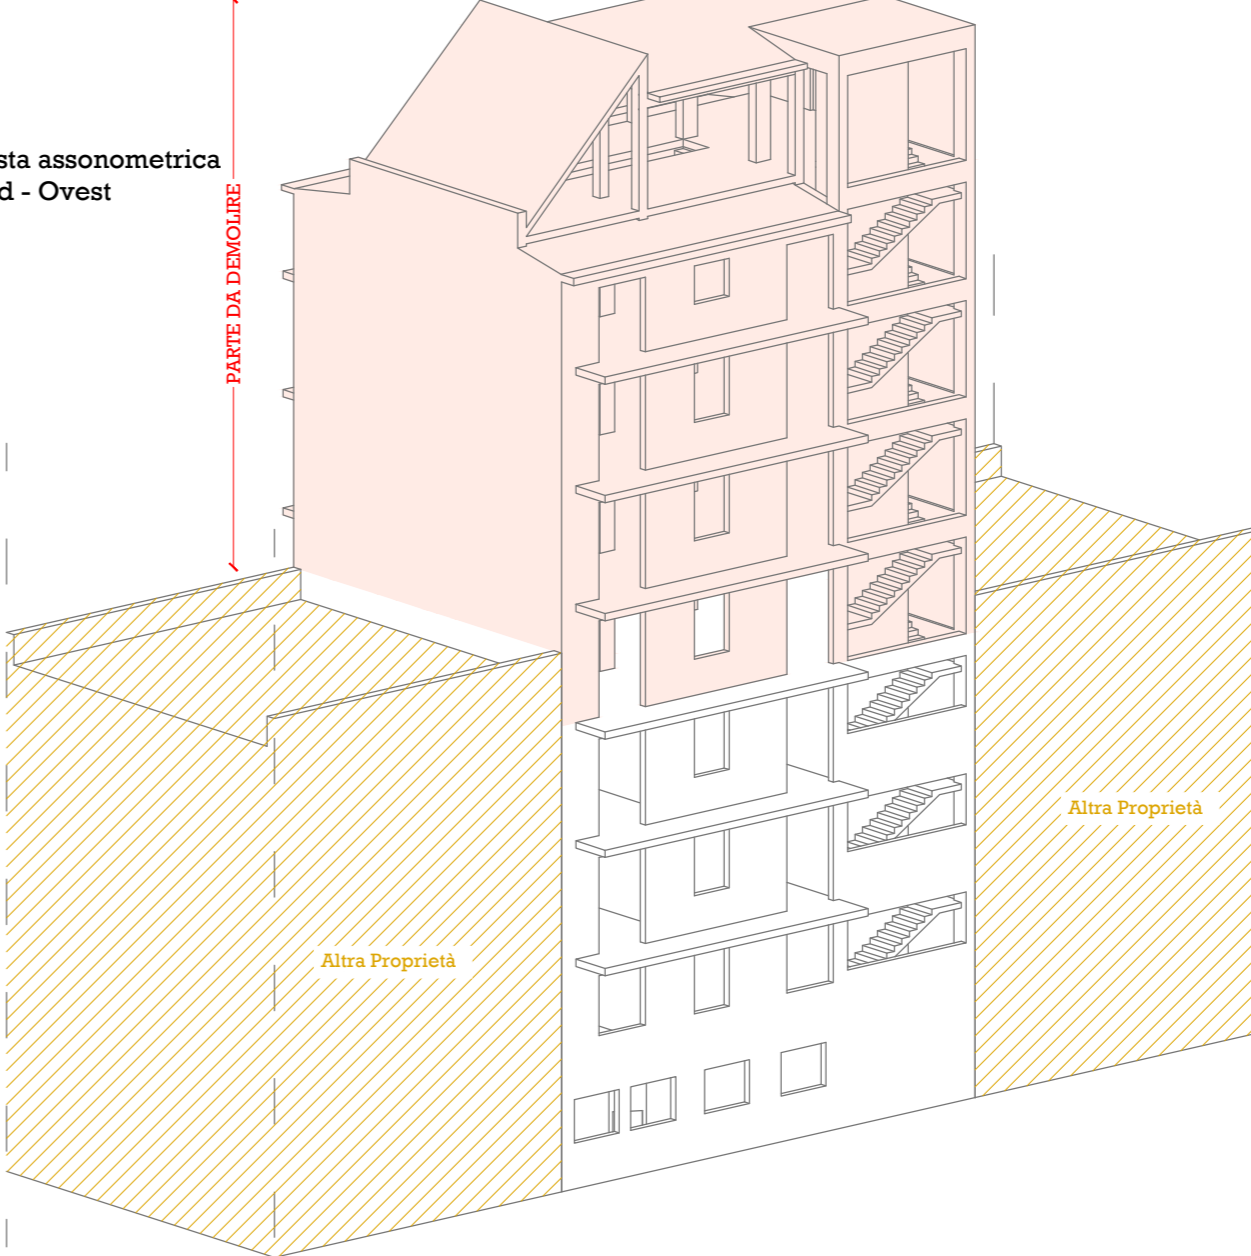 sta assonometrica
d - Ovest
PARTE DA DEMOLIRE
Altra Proprietà
Altra Proprietà